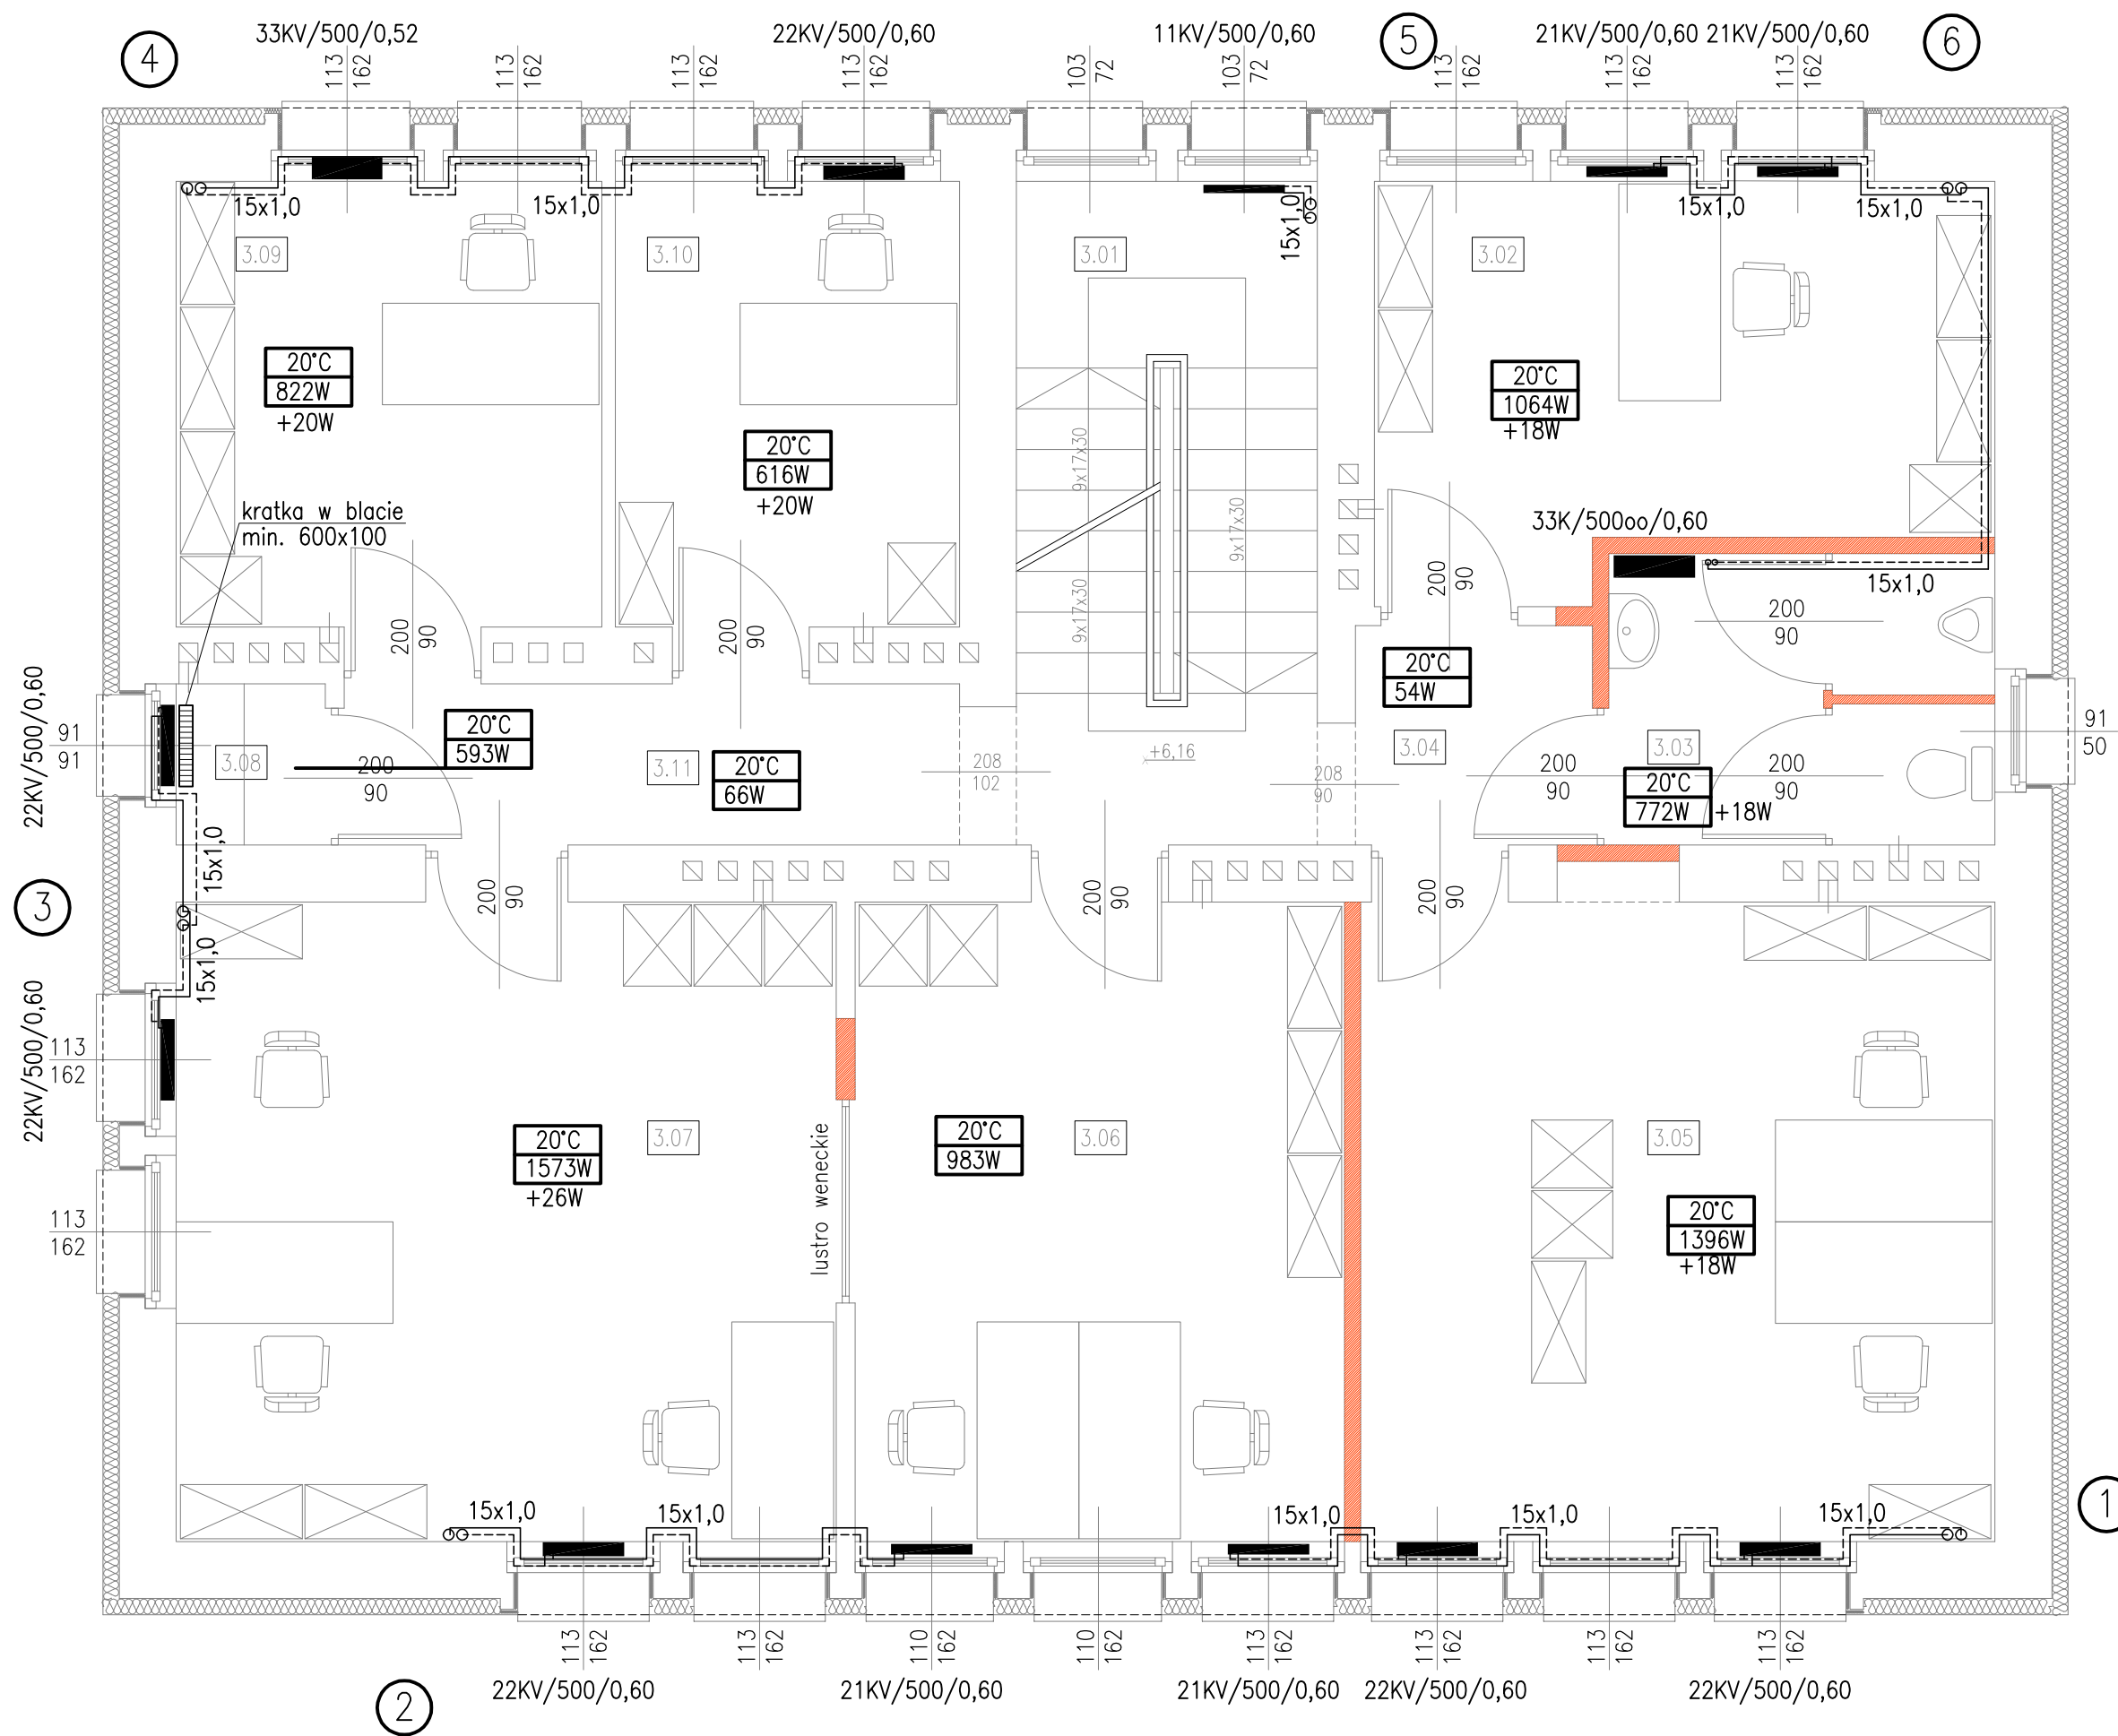 4
33KV/500/0,52
22KV/500/0,60
11KV/500/0,60
5
21KV/500/0,60
21KV/500/0,60
6
113
162
113
162
113
162
113
162
103
72
103
72
113
162
113
162
113
162
15x1,0
15x1,0
15x1,0
15x1,0
15x1,0
3.09
3.10
3.01
3.02
20°C
822W
+20W
20°C
616W
+20W
20°C
1064W
+18W
9x17x30
9x17x30
9x17x30
kratka w blacie
min. 600x100
33K/500oo/0,60
15x1,0
200
90
200
90
200
90
200
90
20°C
54W
22KV/500/0,60
91
91
3.08
20°C
593W
200
90
3.11
20°C
66W
208
102
+6,16
208
90
3.04
200
90
3.03
20°C
772W
+18W
200
90
91
50
15x1,0
3
15x1,0
200
90
200
90
200
90
22KV/500/0,60
113
162
113
162
3.07
20°C
1573W
+26W
lustro weneckie
20°C
983W
3.06
3.05
20°C
1396W
+18W
15x1,0
15x1,0
15x1,0
15x1,0
15x1,0
1
113
162
113
162
110
162
110
162
113
162
113
162
113
162
113
162
2
22KV/500/0,60
21KV/500/0,60
21KV/500/0,60
22KV/500/0,60
22KV/500/0,60